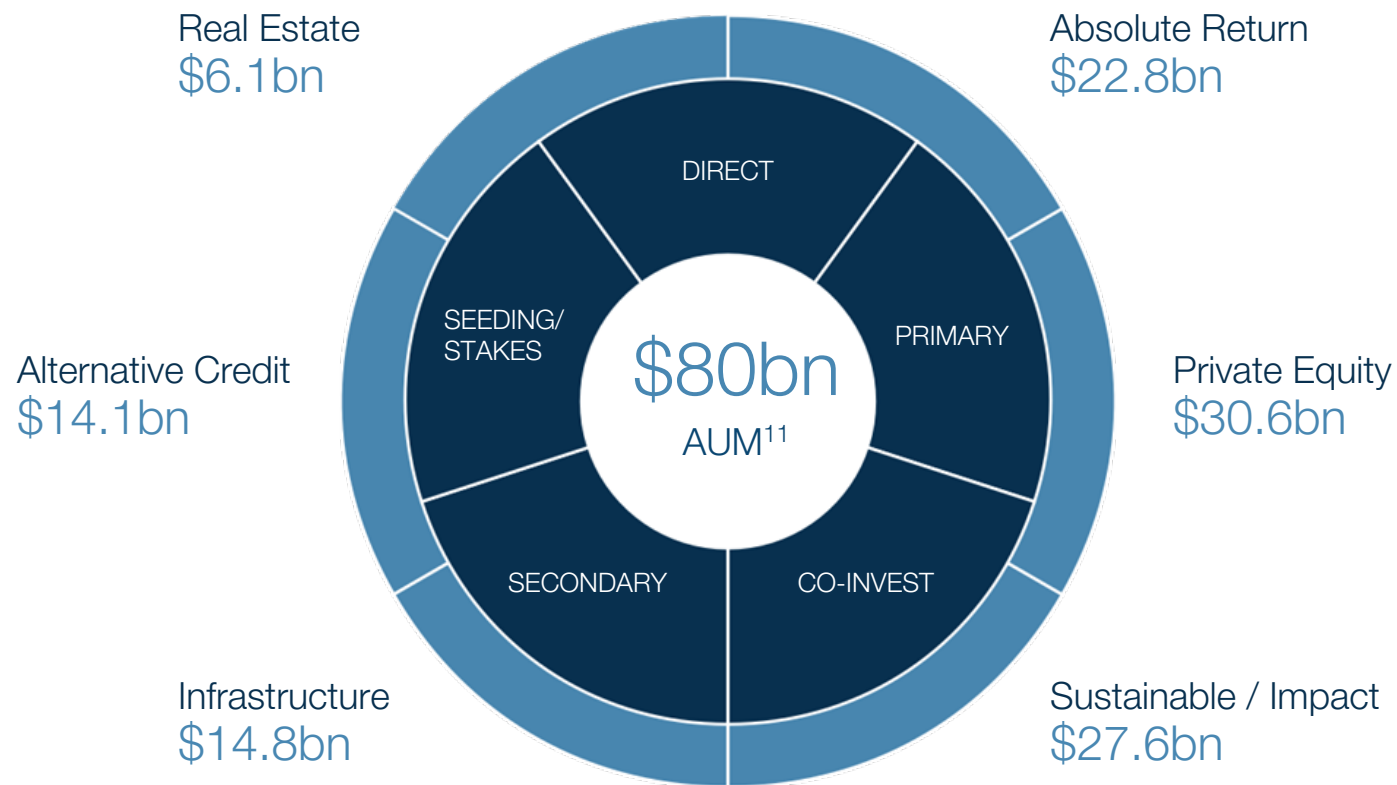 Real Estate
$6.1bn
Absolute Return
$22.8bn
DIRECT
SEEDING/
STAKES
PRIMARY
$80bn
AUM¹¹
Alternative Credit
$14.1bn
Private Equity
$30.6bn
SECONDARY
CO-INVEST
Infrastructure
$14.8bn
Sustainable / Impact
$27.6bn